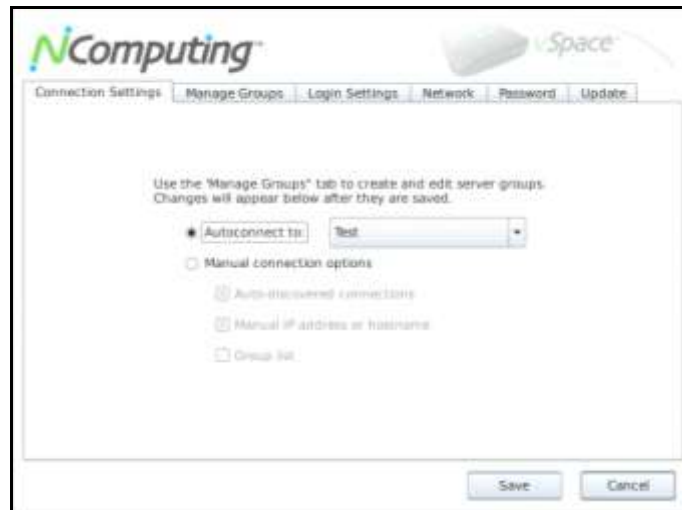 NComputing
vSpace
Connection Settings Manage Groups Login Settings Network Password Update
Use the "Manage Groups" tab to create and edit server groups.
Changes will appear below after they are saved.
Autoconnect to: Test
Manual connection options
Auto-discovered connections
Manual IP address or hostname
Group list
Save Cancel